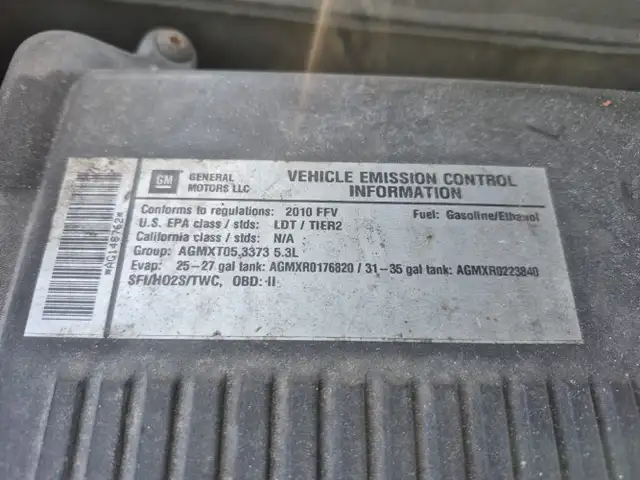 GM
GENERAL
MOTORS LLC
VEHICLE EMISSION CONTROL
INFORMATION
Conforms to regulations: 2010 FFV
Fuel: Gasoline/Ethanol
U.S. EPA class / stds: LDT / TIER2
California class / stds: N/A
Group: AGMXT05.3373 5.3L
Evap: 25-27 gal tank: AGMXR0176820 / 31-35 gal tank: AGMXR0223840
SFI/HO2S/TWC, OBD: II
*AG148762*